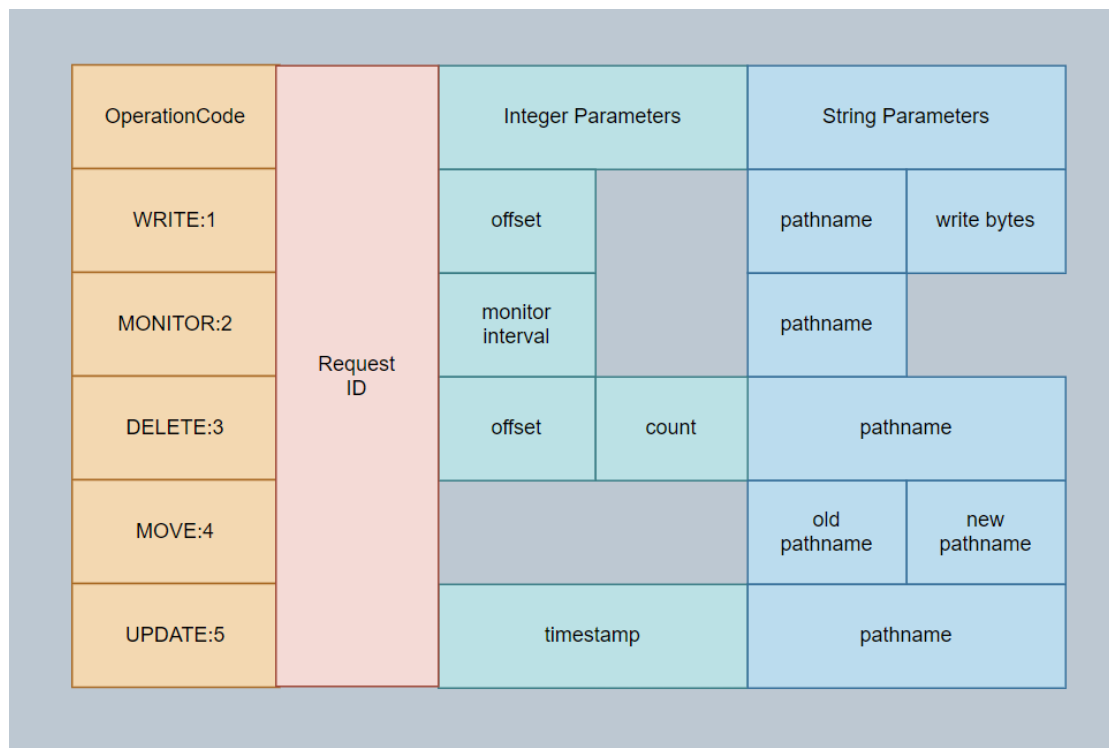 OperationCode
Integer Parameters
String Parameters
WRITE:1
offset
pathname
write bytes
MONITOR:2
monitor
interval
pathname
Request
ID
DELETE:3
offset
count
pathname
MOVE:4
old
pathname
new
pathname
UPDATE:5
timestamp
pathname